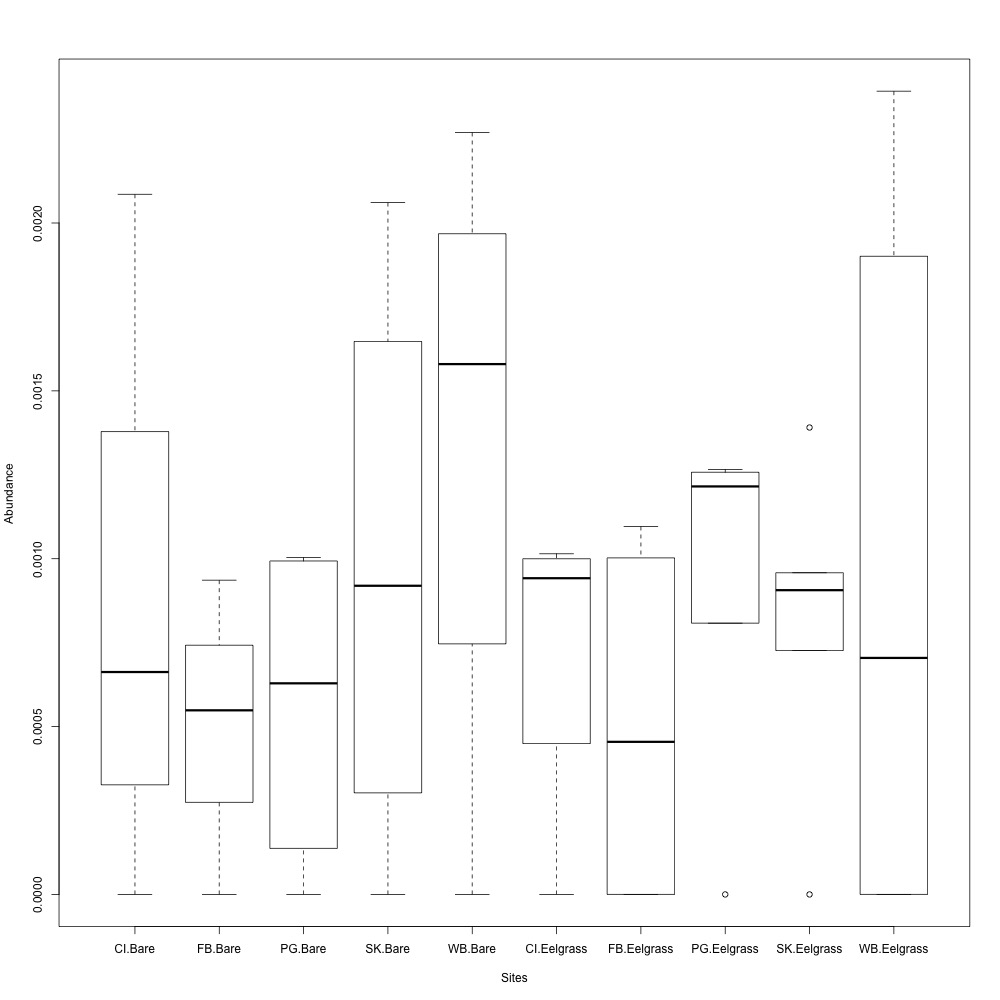 Abundance
0.0020
0.0015
0.0010
0.0005
0.0000
CI.Bare FB.Bare PG.Bare SK.Bare WB.Bare CI.Eelgrass FB.Eelgrass PG.Eelgrass SK.Eelgrass WB.Eelgrass
Sites